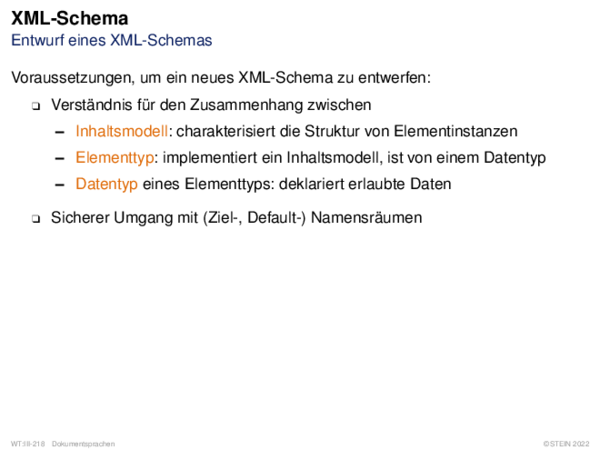 XML-Schema
Entwurf eines XML-Schemas
Voraussetzungen, um ein neues XML-Schema zu entwerfen:
❑ Verständnis für den Zusammenhang zwischen
– Inhaltsmodell: charakterisiert die Struktur von Elementinstanzen
– Elementtyp: implementiert ein Inhaltsmodell, ist von einem Datentyp
– Datentyp eines Elementtyps: deklariert erlaubte Daten
❑ Sicherer Umgang mit (Ziel-, Default-) Namensräumen
WT:III-218 Dokumentsprachen
©STEIN 2022